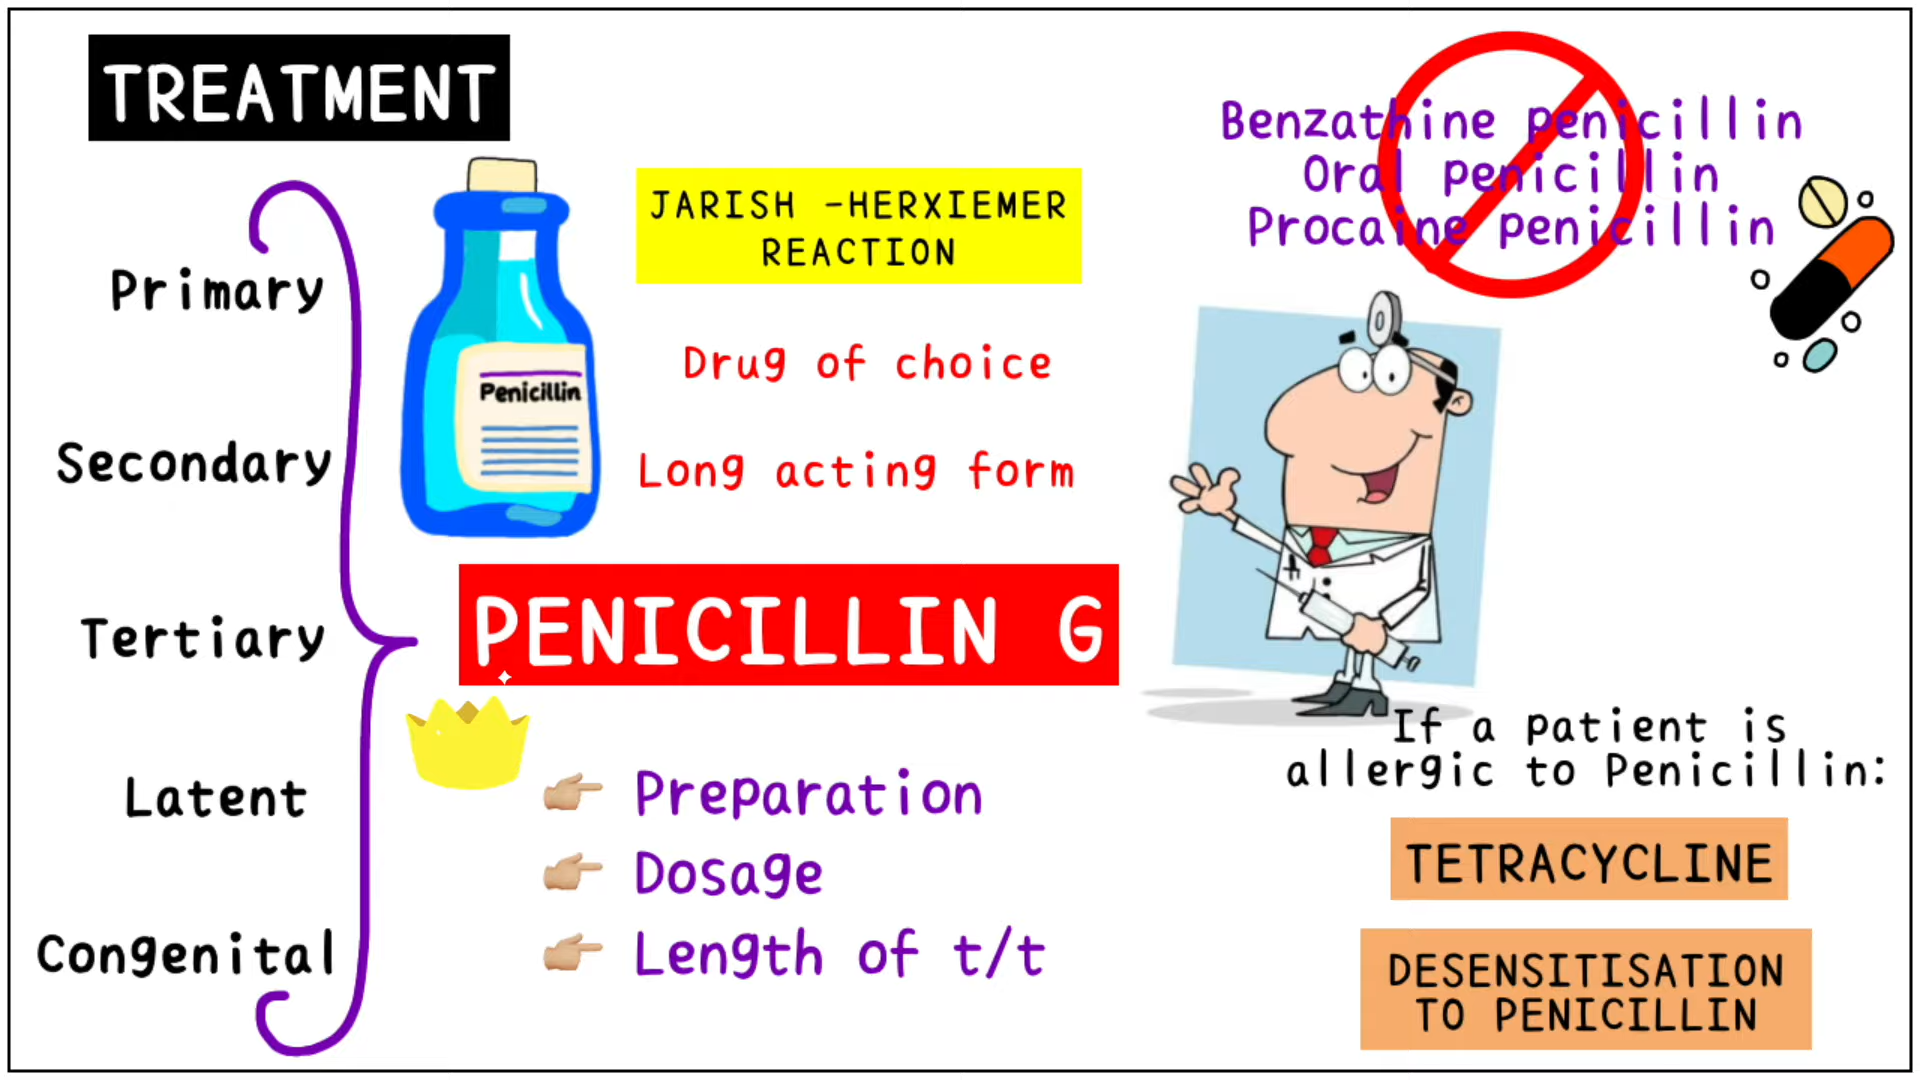 TREATMENT
Primary
Secondary
Tertiary
Latent
Congenital
Penicillin
JARISH -HERXIEMER
REACTION
Drug of choice
Long acting form
PENICILLIN G
Preparation
Dosage
Length of t/t
Benzathine penicillin
Oral penicillin
Procaine penicillin
If a patient is
allergic to Penicillin:
TETRACYCLINE
DESENSITISATION
TO PENICILLIN